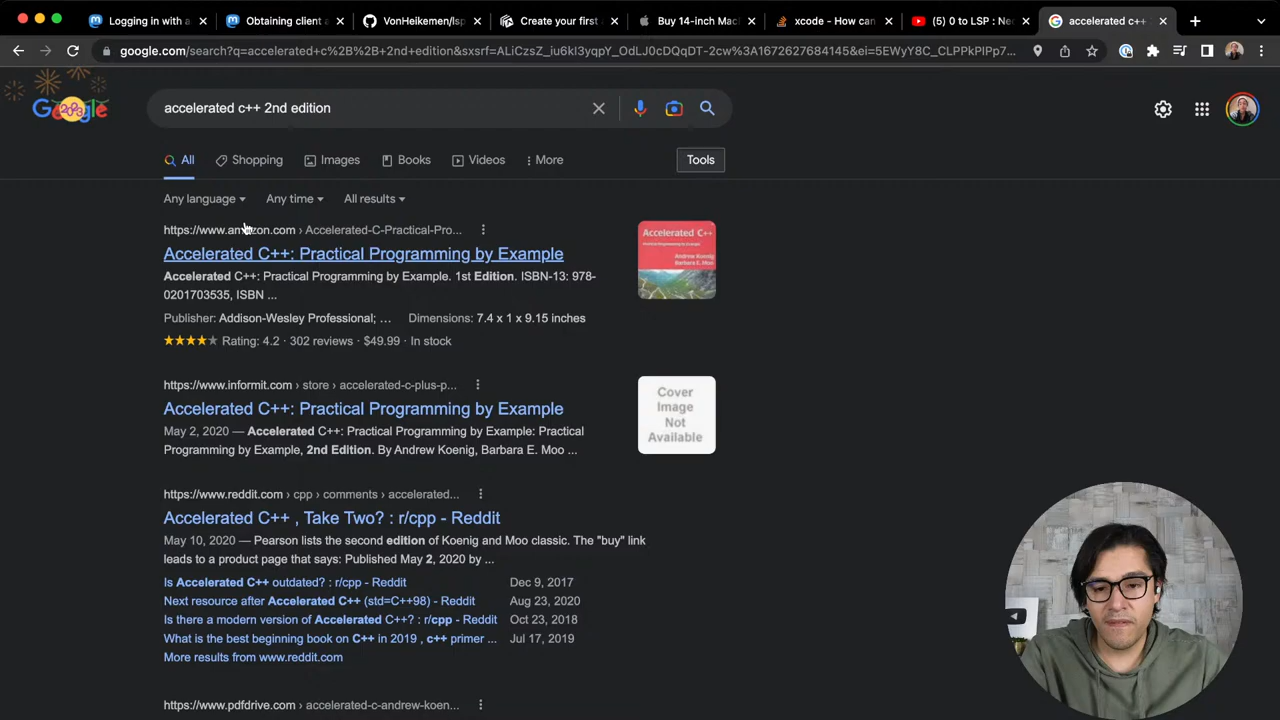 Logging in with a
Obtaining client a
VonHeikemen/lsp
Create your first
Buy 14-inch Mac
xcode - How can
(5) 0 to LSP : Ne
accelerated c++
google.com/search?q=accelerated+c%2B%2B+2nd+edition&sxsrf=ALiCzsZ_iu6kI3yqpY_OdLJ0cDQqDT-2cw%3A1672627684145&ei=5EWyY8C_CLPPkPIPp7...
accelerated c++ 2nd edition
All
Shopping
Images
Books
Videos
More
Tools
Any language
Any time
All results
https://www.amazon.com › Accelerated-C-Practical-Pro...
Accelerated C++: Practical Programming by Example
Accelerated C++: Practical Programming by Example. 1st Edition. ISBN-13: 978-
0201703535, ISBN ...
Publisher: Addison-Wesley Professional; ... Dimensions: 7.4 x 1 x 9.15 inches
Rating: 4.2 · 302 reviews · $49.99 · In stock
Accelerated C++
Practical Programming by Example
Andrew Koenig
Barbara E. Moo
https://www.informit.com › store › accelerated-c-plus-p...
Accelerated C++: Practical Programming by Example
May 2, 2020 — Accelerated C++: Practical Programming by Example: Practical
Programming by Example, 2nd Edition. By Andrew Koenig, Barbara E. Moo ...
Cover
Image
Not
Available
https://www.reddit.com › cpp › comments › accelerated...
Accelerated C++ , Take Two? : r/cpp - Reddit
May 10, 2020 — Pearson lists the second edition of Koenig and Moo classic. The "buy" link
leads to a product page that says: Published May 2, 2020 by ...
Is Accelerated C++ outdated? : r/cpp - Reddit Dec 9, 2017
Next resource after Accelerated C++ (std=C++98) - Reddit Aug 23, 2020
Is there a modern version of Accelerated C++? : r/cpp - Reddit Oct 23, 2018
What is the best beginning book on C++ in 2019 , c++ primer ... Jul 17, 2019
More results from www.reddit.com
https://www.pdfdrive.com › accelerated-c-andrew-koen...